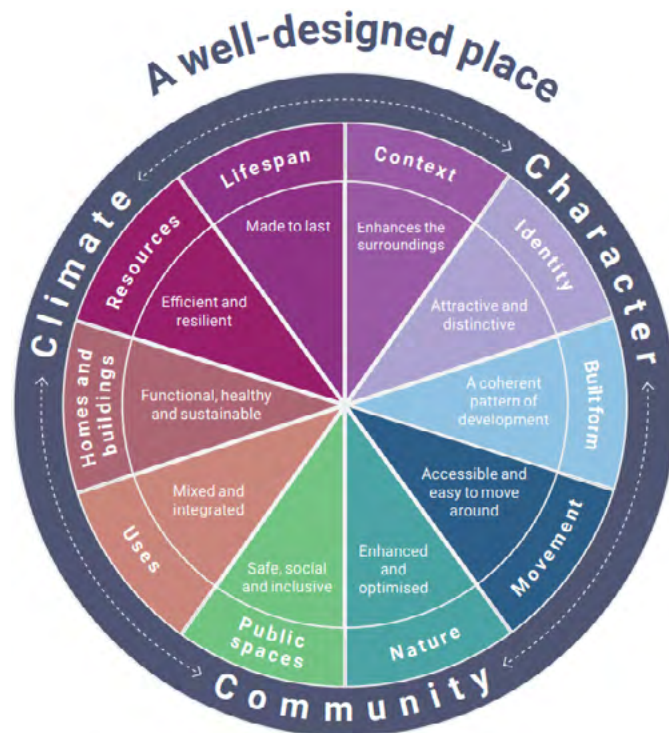 A well-designed place
Climate
Character
Community
Context
Enhances the
surroundings
Identity
Attractive and
distinctive
Built form
A coherent
pattern of
development
Movement
Accessible and
easy to move
around
Nature
Enhanced
and
optimised
Public
spaces
Safe, social
and inclusive
Uses
Mixed and
integrated
Homes and
buildings
Functional, healthy
and sustainable
Resources
Efficient and
resilient
Lifespan
Made to last